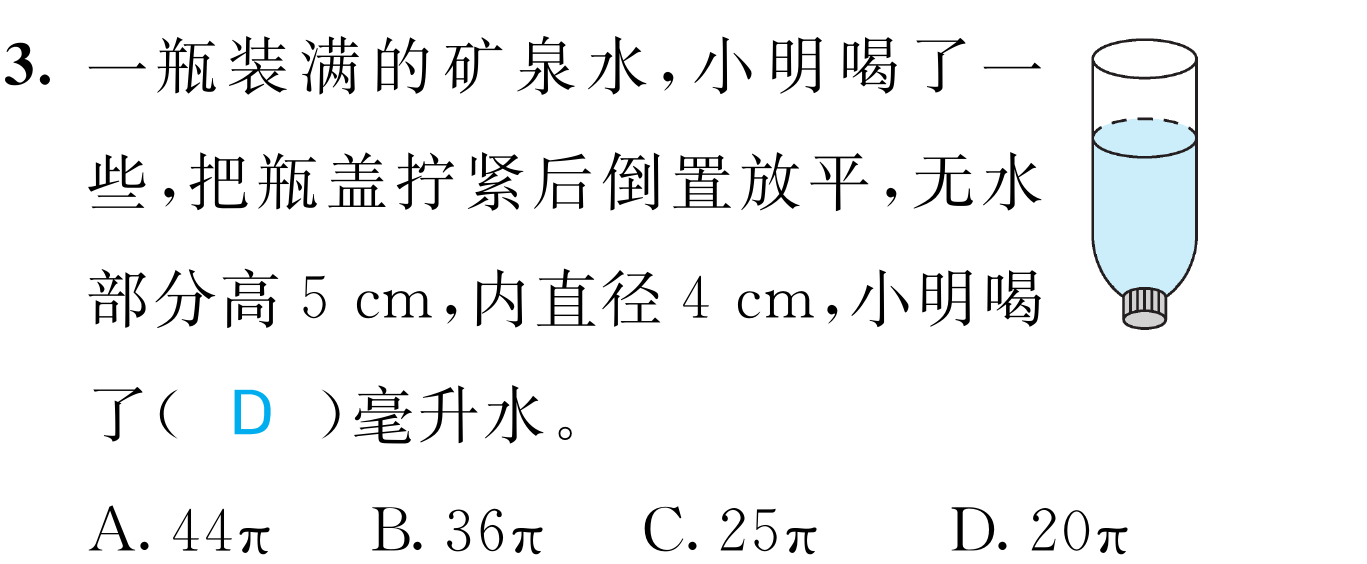 3. 一瓶装满的矿泉水,小明喝了一
些,把瓶盖拧紧后倒置放平,无水
部分高 5 cm,内直径 4 cm,小明喝
了( D )毫升水。
A. 44π B. 36π C. 25π D. 20π